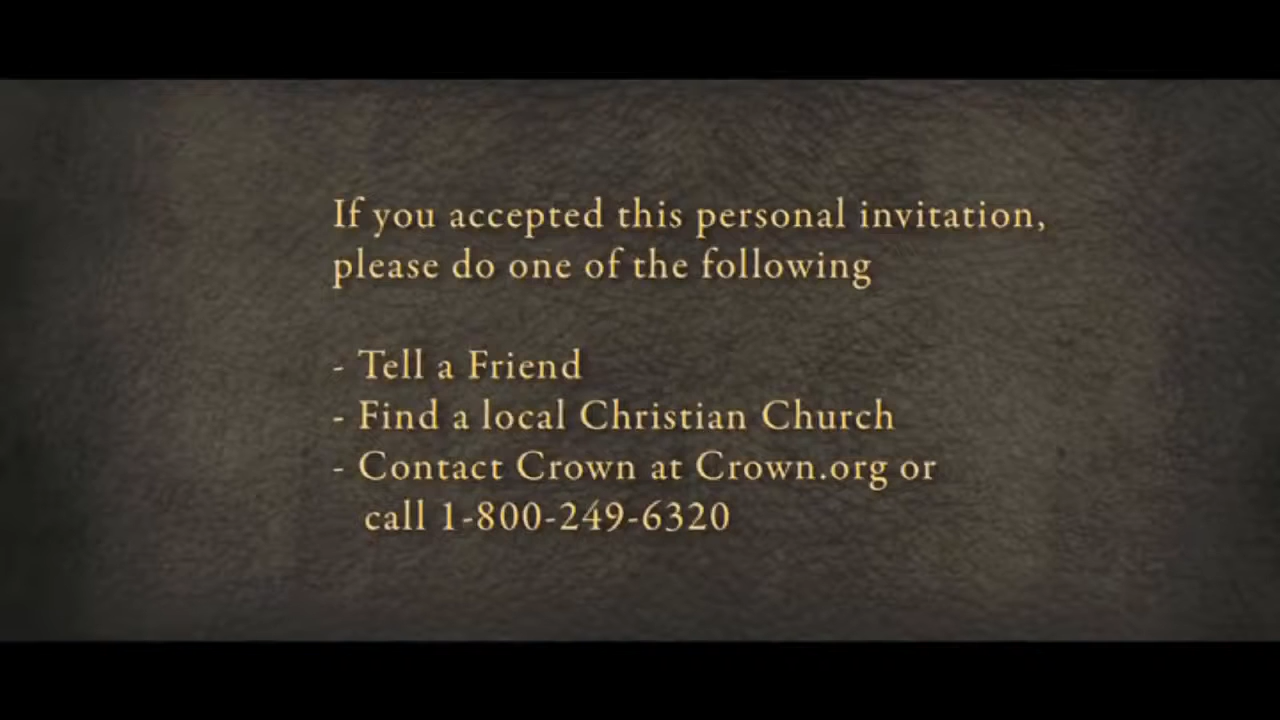 If you accepted this personal invitation,
please do one of the following
- Tell a Friend
- Find a local Christian Church
- Contact Crown at Crown.org or
call 1-800-249-6320